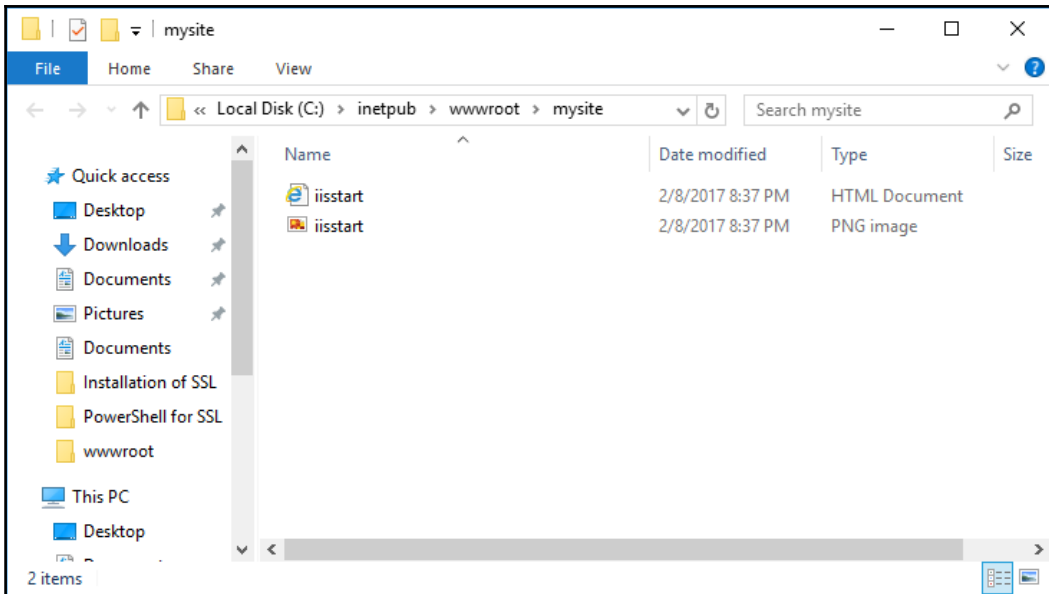 mysite
File Home Share View
« Local Disk (C:) > inetpub > wwwroot > mysite Search mysite
Name Date modified Type Size
Quick access
iisstart 2/8/2017 8:37 PM HTML Document
Desktop
iisstart 2/8/2017 8:37 PM PNG image
Downloads
Documents
Pictures
Documents
Installation of SSL
PowerShell for SSL
wwwroot
This PC
Desktop
2 items